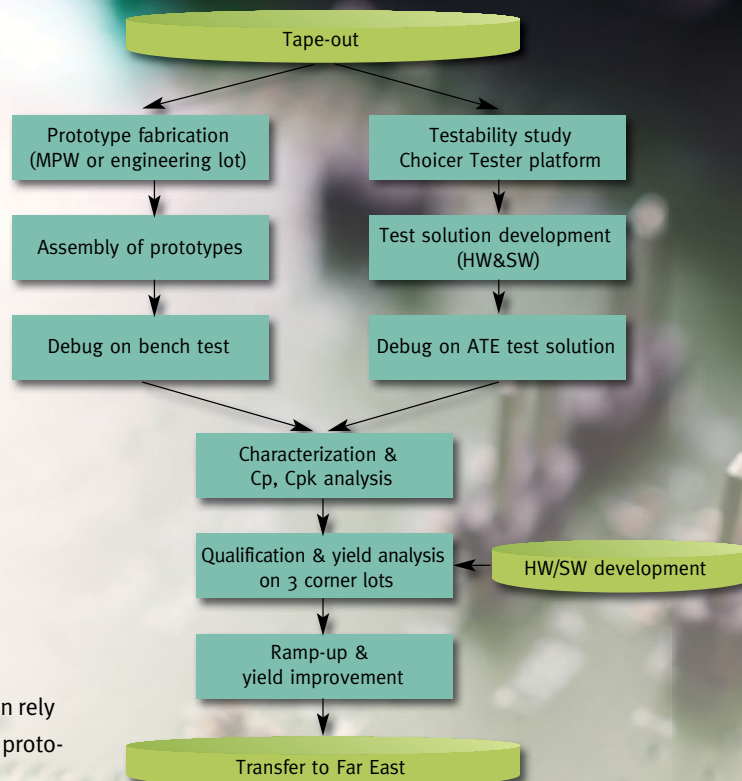 Tape-out
Prototype fabrication
(MPW or engineering lot)
Testability study
Choicer Tester platform
Assembly of prototypes
Test solution development
(HW&SW)
Debug on bench test
Debug on ATE test solution
Characterization &
Cp, Cpk analysis
Qualification & yield analysis
on 3 corner lots
HW/SW development
Ramp-up &
yield improvement
n rely
proto-
Transfer to Far East